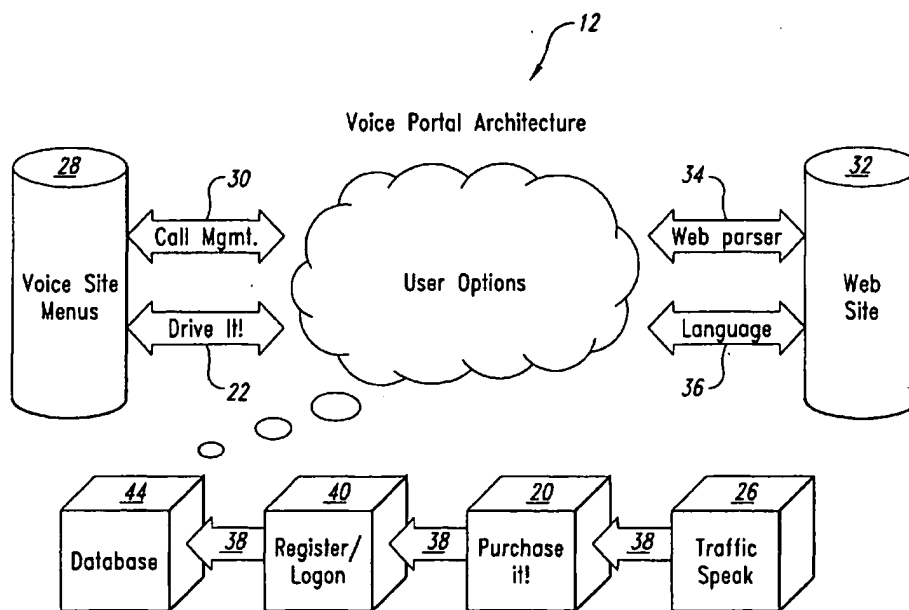 12
Voice Portal Architecture
28
30
34
32
Call Mgmt.
Web parser
Voice Site
Menus
User Options
Web
Site
Drive It!
Language
22
36
44
40
20
26
Database
38
Register/
Logon
38
Purchase
it!
38
Traffic
Speak